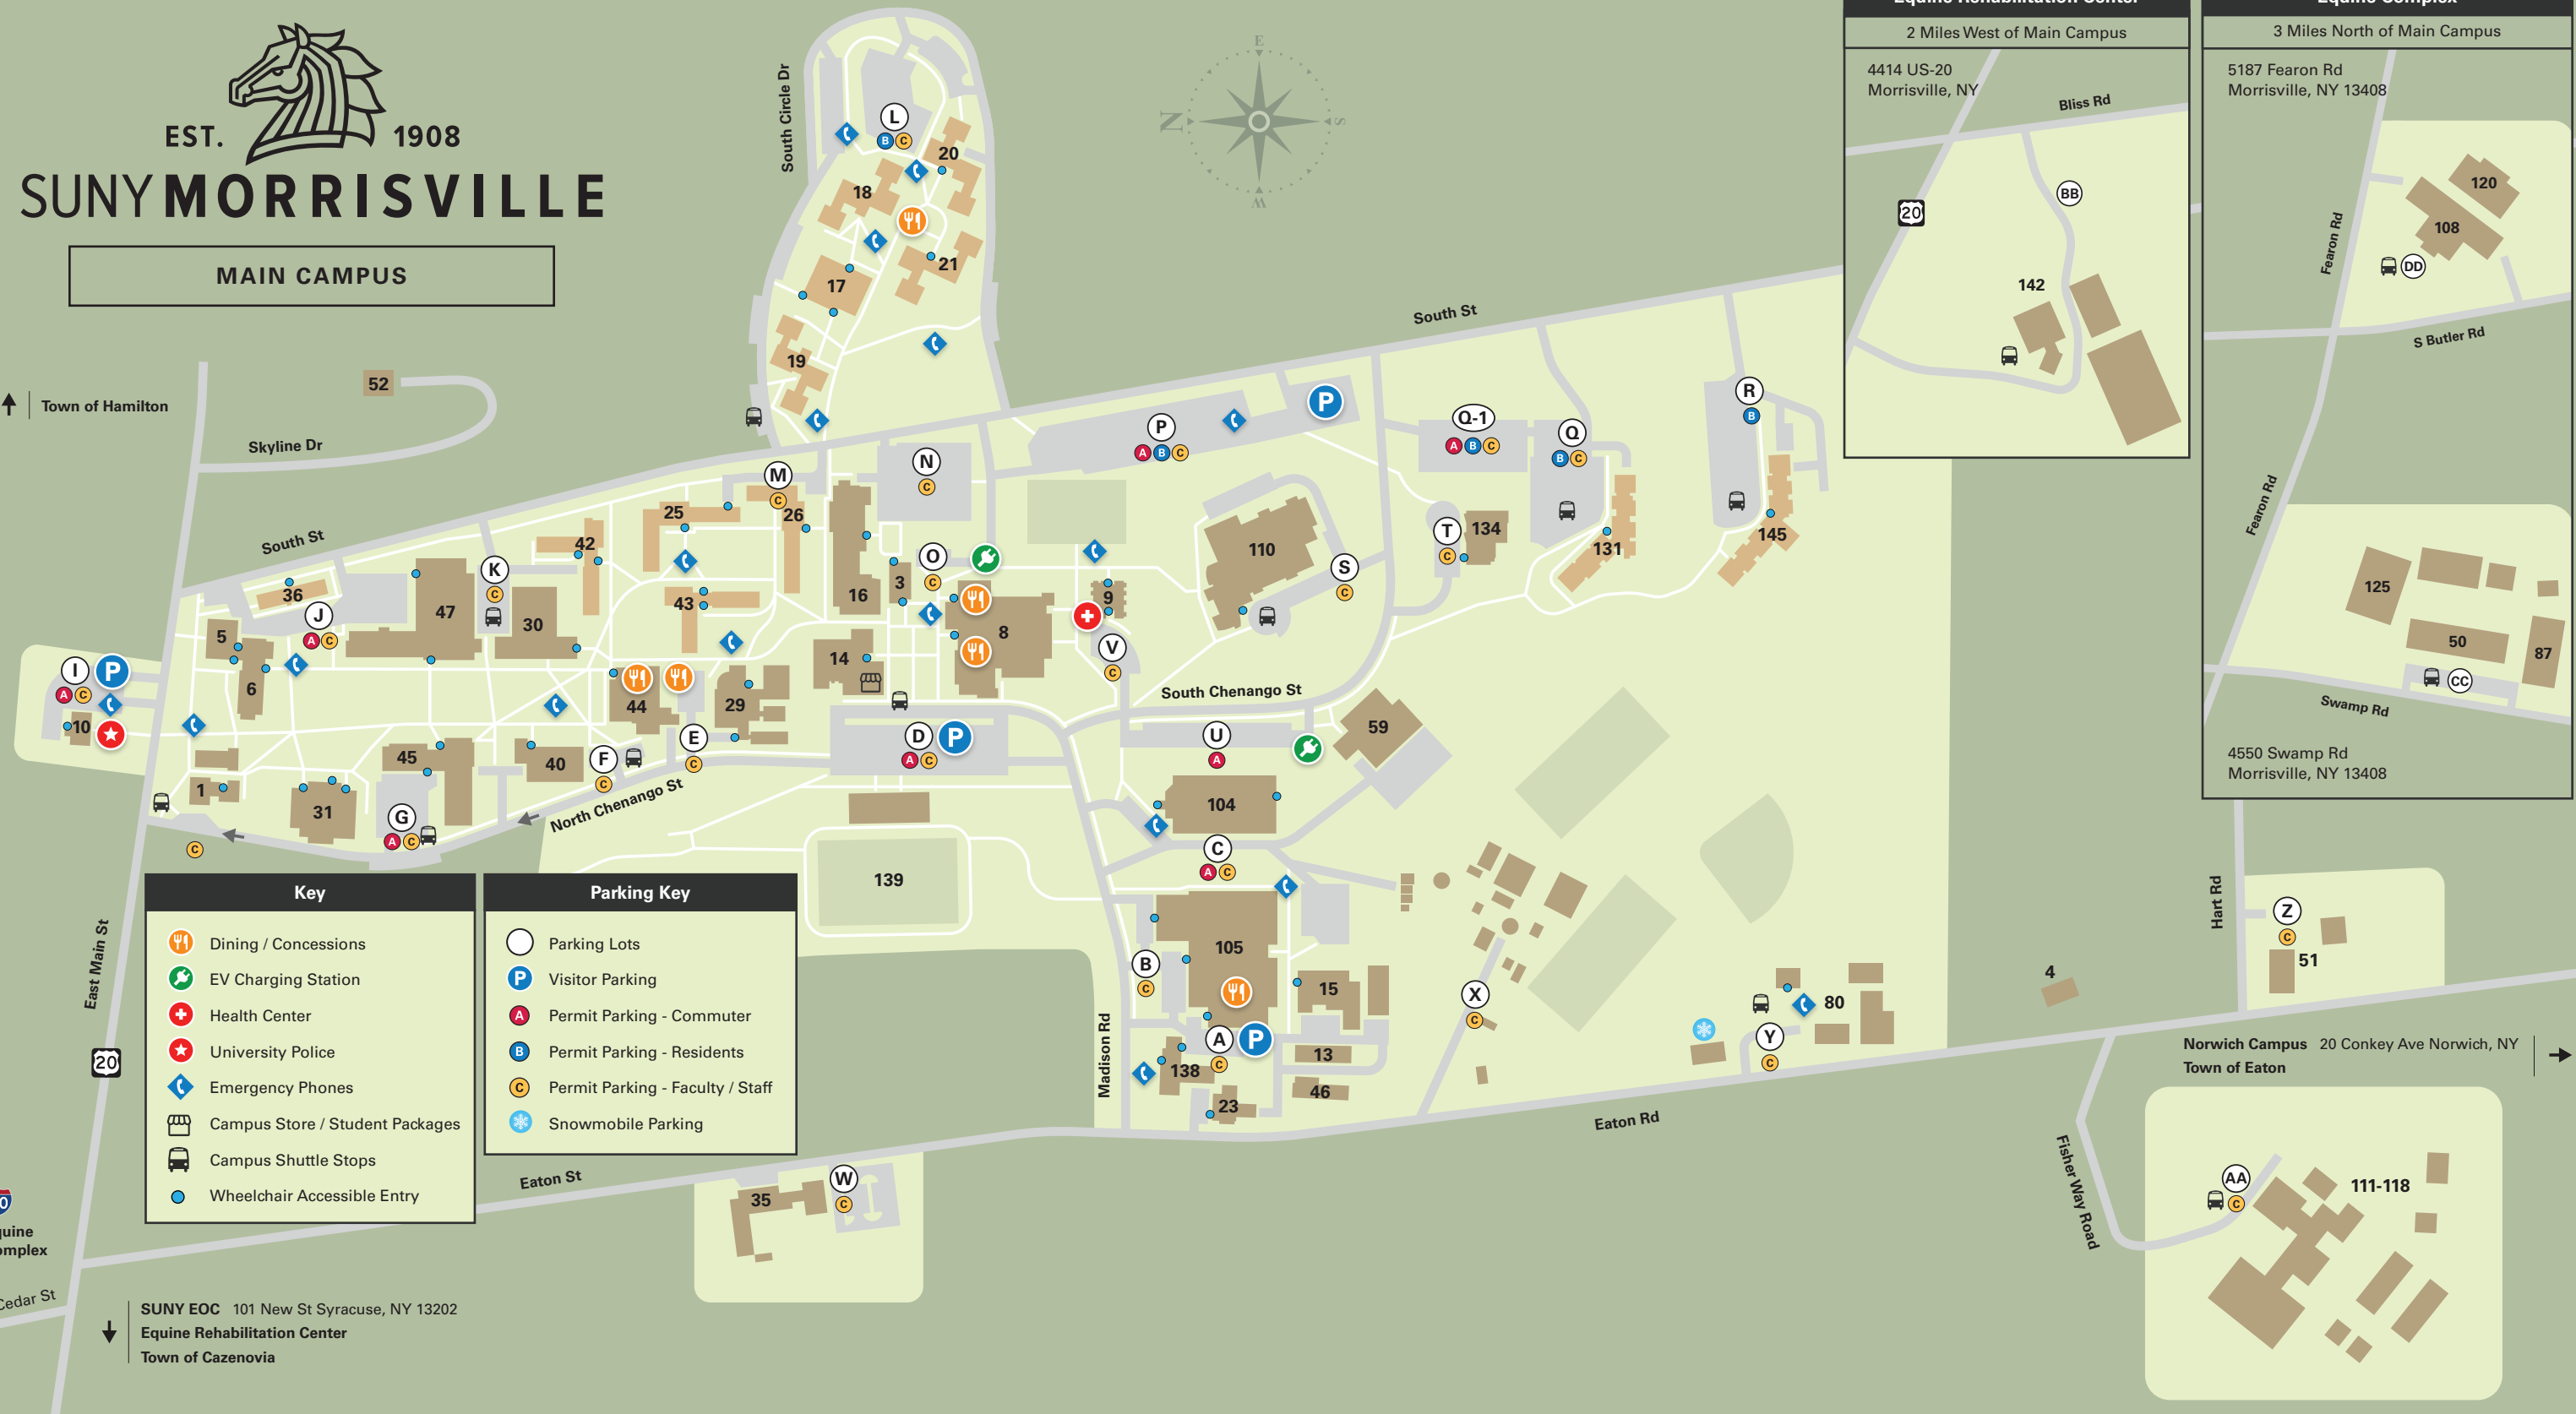 EST. 1908
SUNY MORRISVILLE
MAIN CAMPUS
Town of Hamilton
E
N
S
W
Equine Rehabilitation Center
2 Miles West of Main Campus
4414 US-20
Morrisville, NY
Bliss Rd
20
BB
142
Equine Complex
3 Miles North of Main Campus
5187 Fearon Rd
Morrisville, NY 13408
Fearon Rd
120
108
DD
S Butler Rd
Fearon Rd
125
50
87
CC
Swamp Rd
4550 Swamp Rd
Morrisville, NY 13408
South Circle Dr
L
B C
20
18
21
17
19
52
Skyline Dr
South St
South St
R
B
Q-1
A B C
Q
B C
P
P
A B C
N
C
M
C
26
25
42
43
K
C
36
J
A C
47
30
5
6
I
P
A C
10
16
3
O
C
8
9
V
C
14
110
S
C
T
C
134
131
145
44
29
E
C
F
C
D
P
A C
South Chenango St
U
A
59
45
40
1
31
G
A C
C
North Chenango St
104
C
A C
139
105
B
C
15
A
P
C
138
13
46
23
X
C
80
Y
C
4
Z
C
51
Hart Rd
Madison Rd
Eaton Rd
Eaton St
35
W
C
East Main St
20
Key
Dining / Concessions
EV Charging Station
Health Center
University Police
Emergency Phones
Campus Store / Student Packages
Campus Shuttle Stops
Wheelchair Accessible Entry
Parking Key
Parking Lots
P Visitor Parking
A Permit Parking - Commuter
B Permit Parking - Residents
C Permit Parking - Faculty / Staff
Snowmobile Parking
Norwich Campus 20 Conkey Ave Norwich, NY
Town of Eaton
Fisher Way Road
AA
C
111-118
Cedar St
SUNY EOC 101 New St Syracuse, NY 13202
Equine Rehabilitation Center
Town of Cazenovia